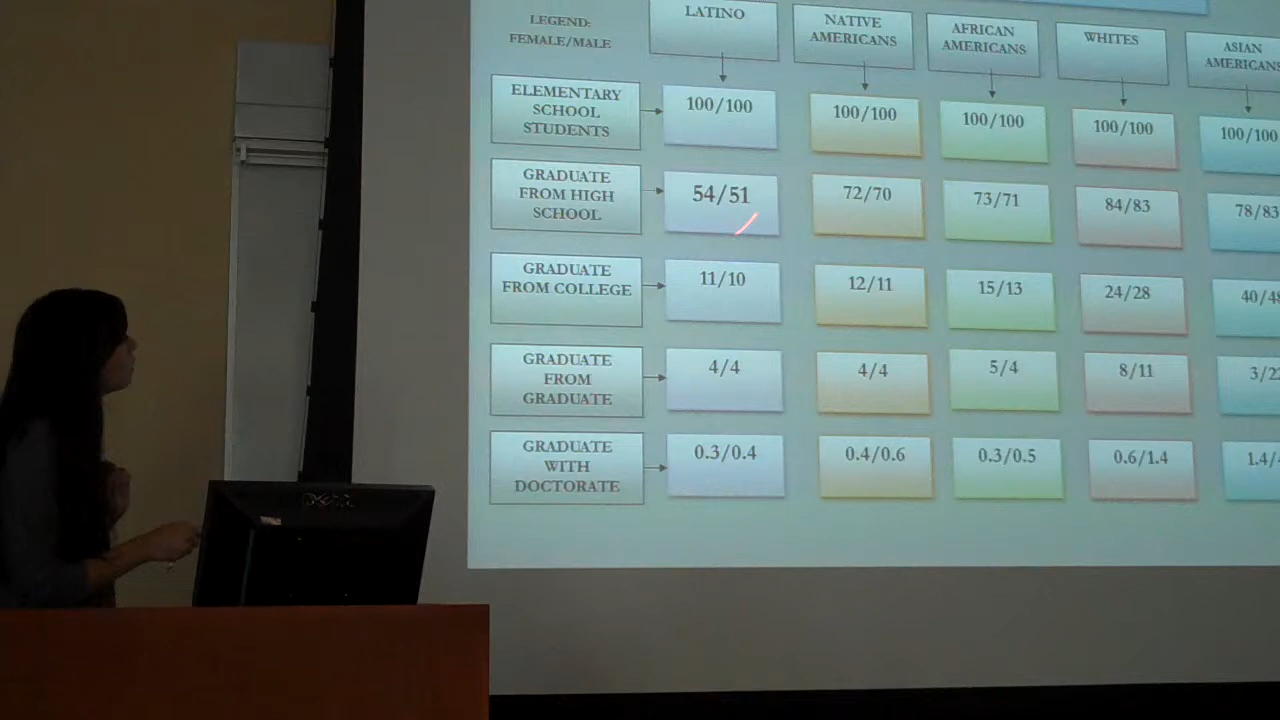 LEGEND:
FEMALE/MALE
LATINO
NATIVE
AMERICANS
AFRICAN
AMERICANS
WHITES
ASIAN
AMERICANS
ELEMENTARY
SCHOOL
STUDENTS
100/100
100/100
100/100
100/100
100/100
GRADUATE
FROM HIGH
SCHOOL
54/51
72/70
73/71
84/83
78/83
GRADUATE
FROM COLLEGE
11/10
12/11
15/13
24/28
40/48
GRADUATE
FROM
GRADUATE
4/4
4/4
5/4
8/11
3/22
GRADUATE
WITH
DOCTORATE
0.3/0.4
0.4/0.6
0.3/0.5
0.6/1.4
1.4/
DELL